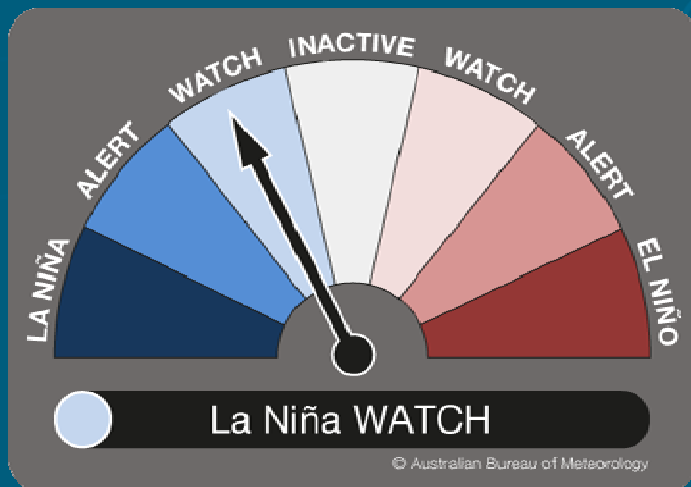 LA NIÑA
ALERT
WATCH
INACTIVE
WATCH
ALERT
EL NIÑO
La Niña WATCH
© Australian Bureau of Meteorology